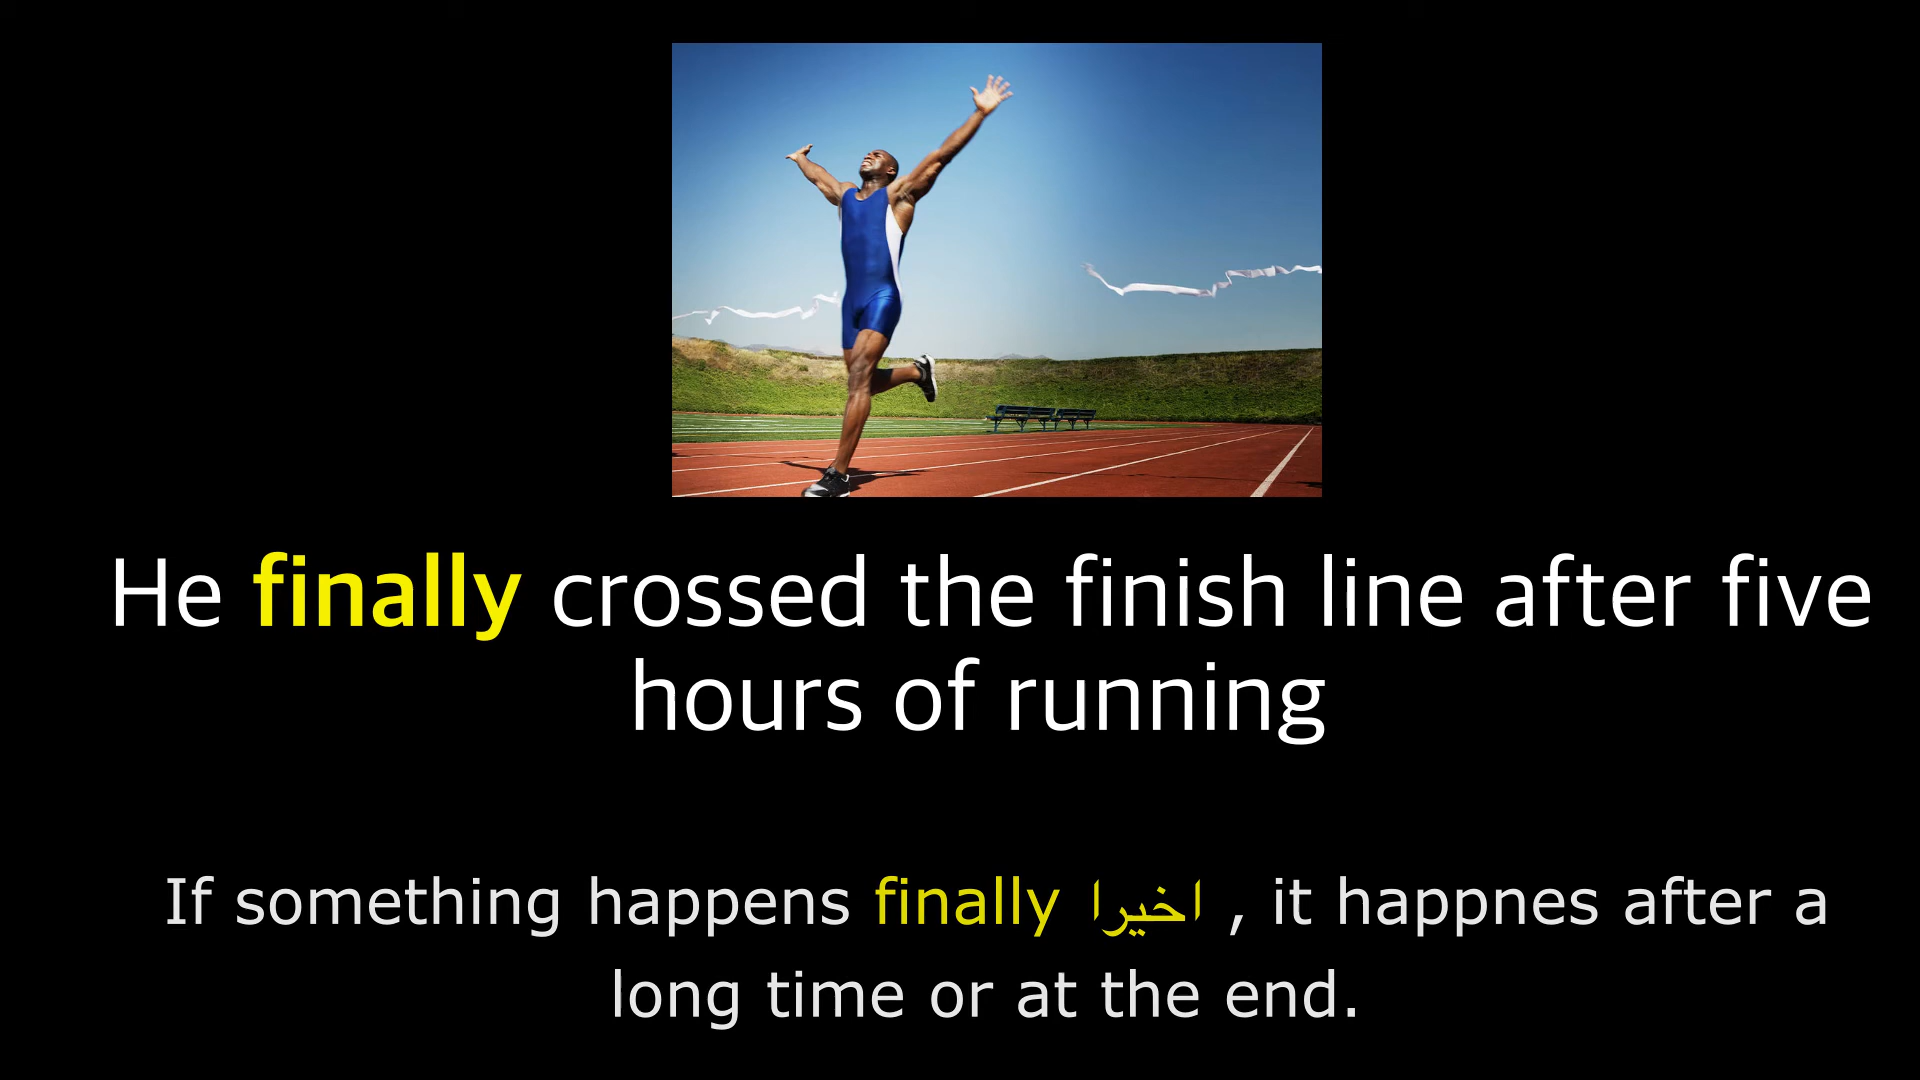 He finally crossed the finish line after five
hours of running
If something happens finally اخيرا , it happnes after a
long time or at the end.